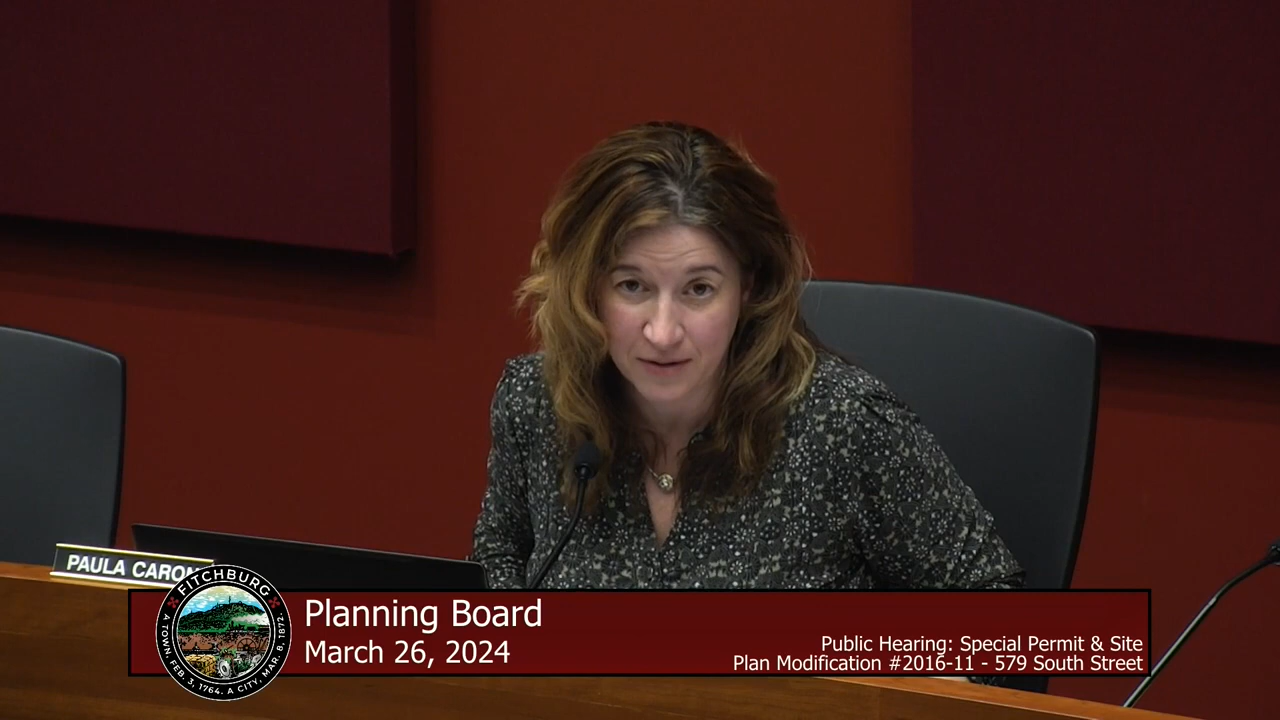 PAULA CARON
FITCHBURG
A TOWN, FEB. 3, 1764. A CITY, MAR. 8, 1872.
Planning Board
March 26, 2024
Public Hearing: Special Permit & Site
Plan Modification #2016-11 - 579 South Street